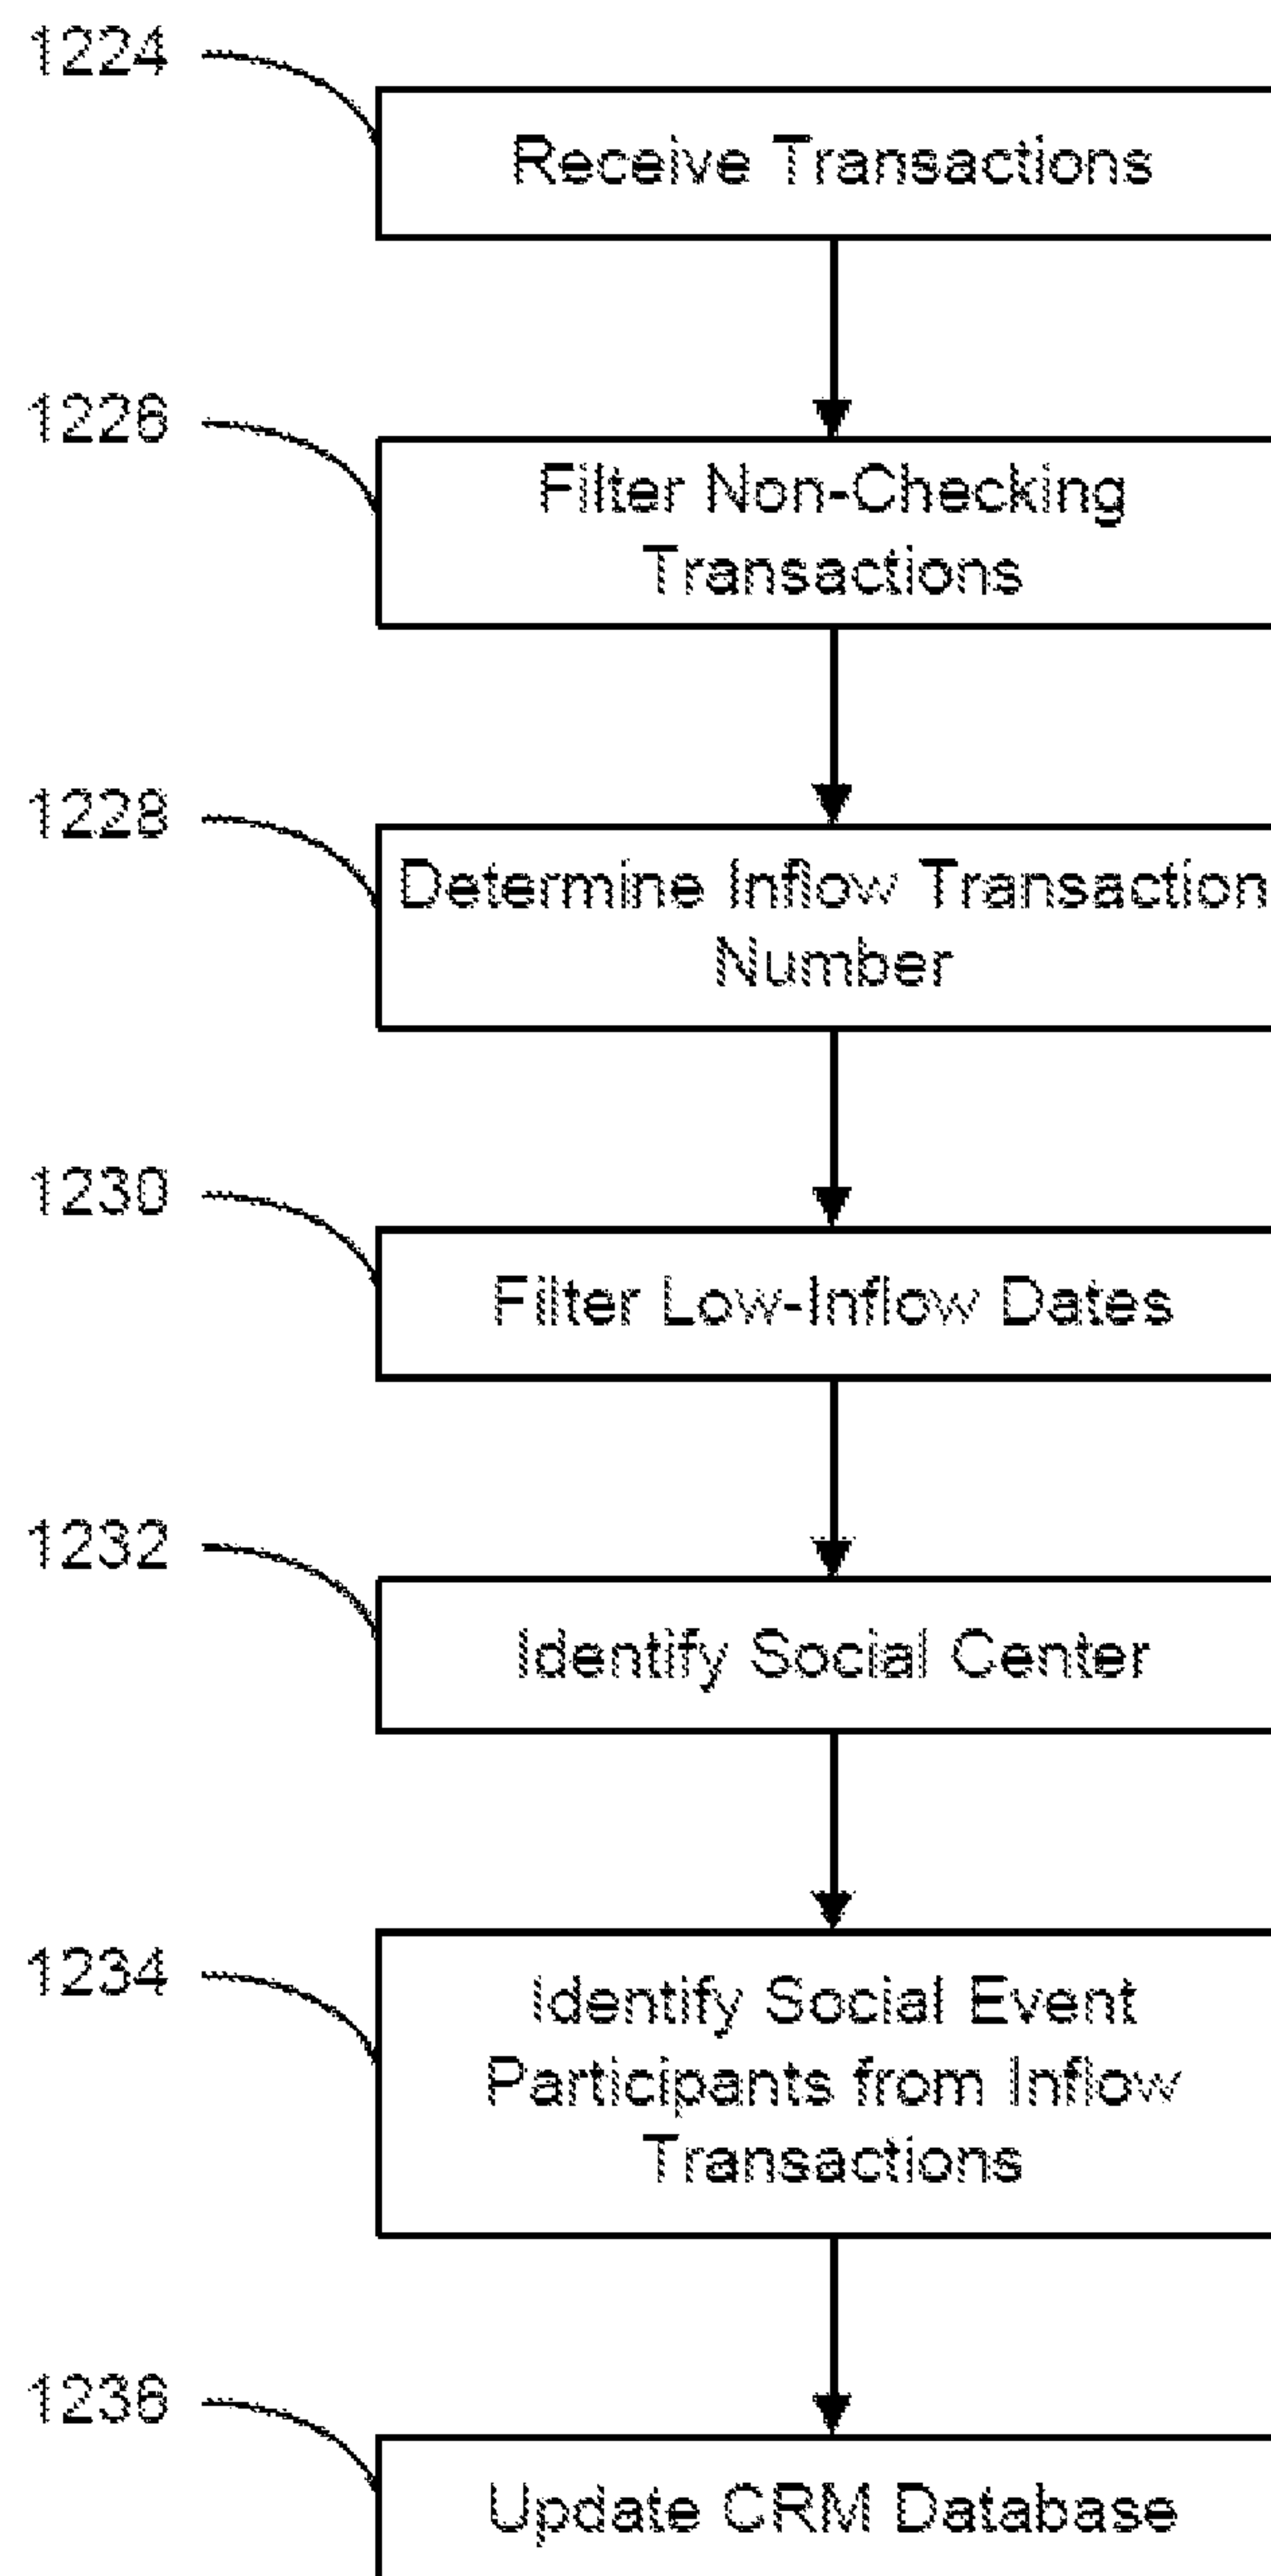 1224
Receive Transactions
1226
Filter Non-Checking
Transactions
1228
Determine Inflow Transaction
Number
1230
Filter Low-Inflow Dates
1232
Identify Social Center
1234
Identify Social Event
Participants from Inflow
Transactions
1236
Update CRM Database